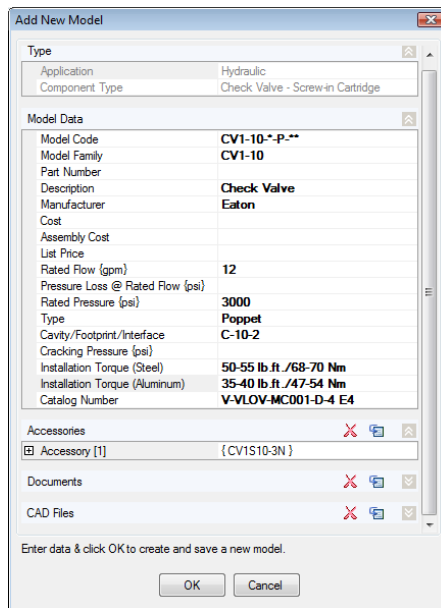 Add New Model
Type
Application Hydraulic
Component Type Check Valve - Screw-in Cartridge
Model Data
Model Code CV1-10-*-P-**
Model Family CV1-10
Part Number
Description Check Valve
Manufacturer Eaton
Cost
Assembly Cost
List Price
Rated Flow {gpm} 12
Pressure Loss @ Rated Flow {psi}
Rated Pressure {psi} 3000
Type Poppet
Cavity/Footprint/Interface C-10-2
Cracking Pressure {psi}
Installation Torque (Steel) 50-55 lb.ft./68-70 Nm
Installation Torque (Aluminum) 35-40 lb.ft./47-54 Nm
Catalog Number V-VLOV-MC001-D-4 E4
Accessories
Accessory [1] { CV1S10-3N }
Documents
CAD Files
Enter data & click OK to create and save a new model.
OK Cancel